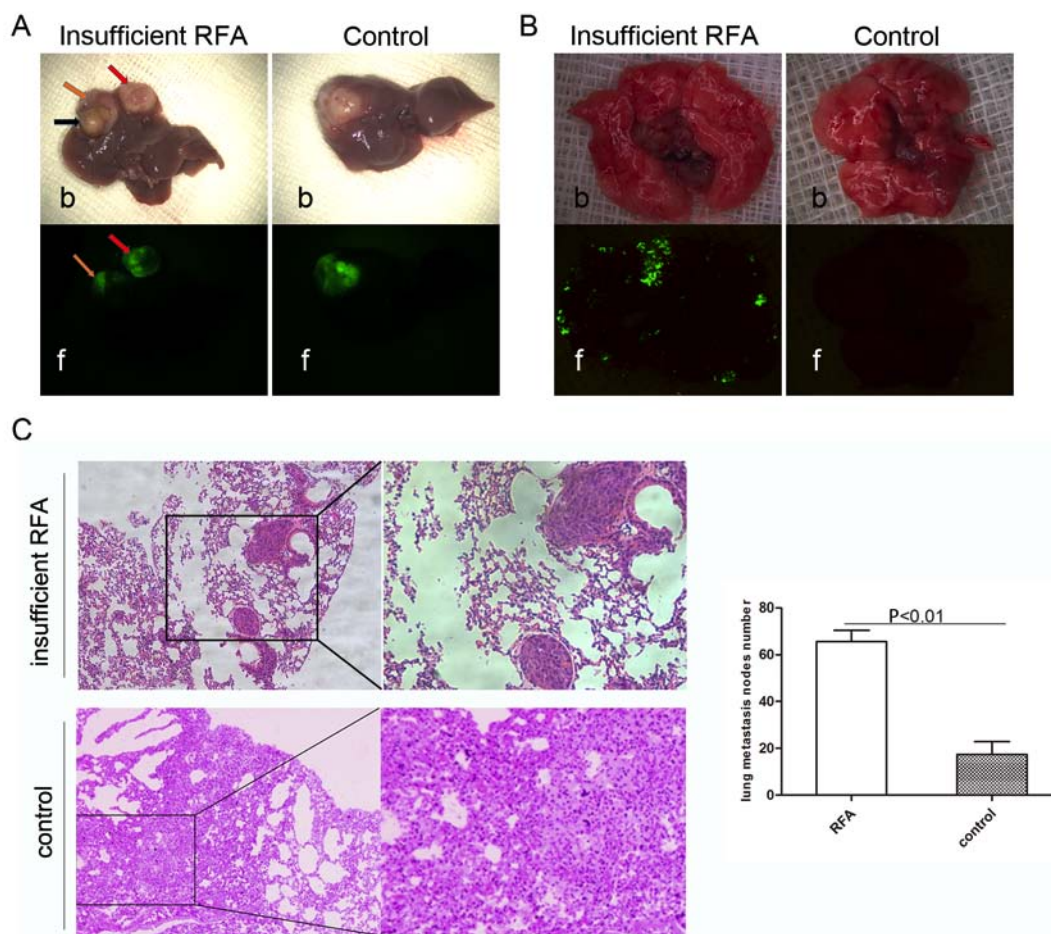 A
Insufficient RFA
Control
b
b
f
f
B
Insufficient RFA
Control
b
b
f
f
C
insufficient RFA
control
lung metastasis nodes number
80
60
40
20
0
P<0.01
RFA
control